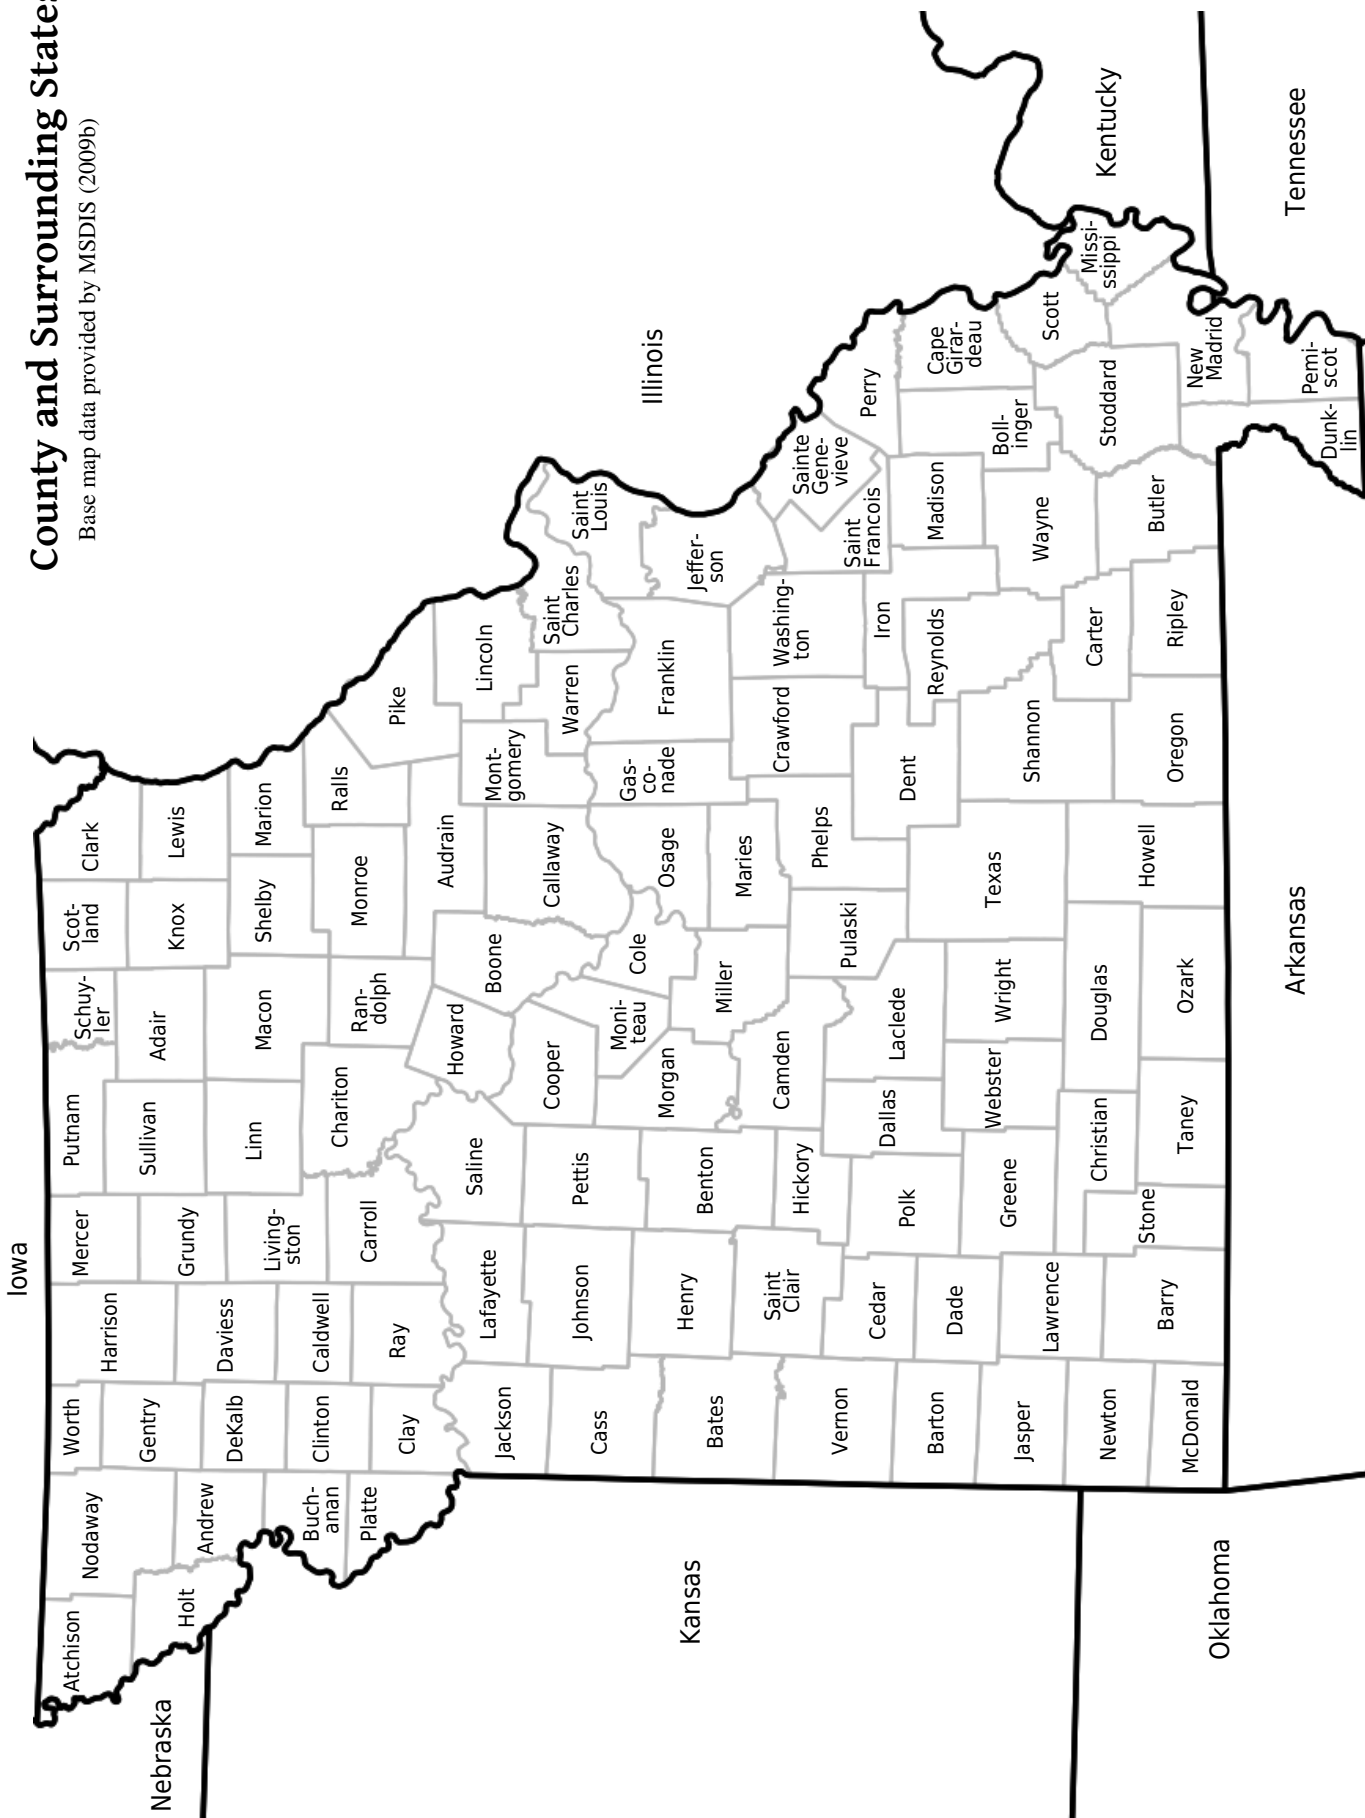 County and Surrounding States
Base map data provided by MSDIS (2009b)
Iowa
Nebraska
Kansas
Oklahoma
Arkansas
Tennessee
Kentucky
Illinois
Atchison
Nodaway
Worth
Harrison
Mercer
Putnam
Schuy-
ler
Scot-
land
Clark
Holt
Andrew
Gentry
DeKalb
Daviess
Grundy
Sullivan
Adair
Knox
Lewis
Buch-
anan
Clinton
Caldwell
Living-
ston
Linn
Macon
Shelby
Marion
Platte
Clay
Ray
Carroll
Chariton
Ran-
dolph
Monroe
Ralls
Pike
Jackson
Lafayette
Saline
Howard
Boone
Audrain
Callaway
Mont-
gomery
Lincoln
Warren
Saint
Charles
Saint
Louis
Cass
Johnson
Pettis
Cooper
Moni-
teau
Cole
Osage
Gas-
co-
nade
Franklin
Jeffer-
son
Bates
Henry
Benton
Morgan
Miller
Maries
Crawford
Washing-
ton
Sainte
Gene-
vieve
Saint
Francois
Perry
Vernon
Saint
Clair
Hickory
Camden
Pulaski
Phelps
Dent
Iron
Madison
Boll-
inger
Cape
Girar-
deau
Barton
Cedar
Polk
Dallas
Laclede
Texas
Shannon
Reynolds
Wayne
Stoddard
Scott
Missi-
ssippi
Jasper
Dade
Greene
Webster
Wright
Howell
Oregon
Carter
Ripley
Butler
New
Madrid
Newton
Lawrence
Christian
Douglas
McDonald
Barry
Stone
Taney
Ozark
Dunk-
lin
Pemi-
scot